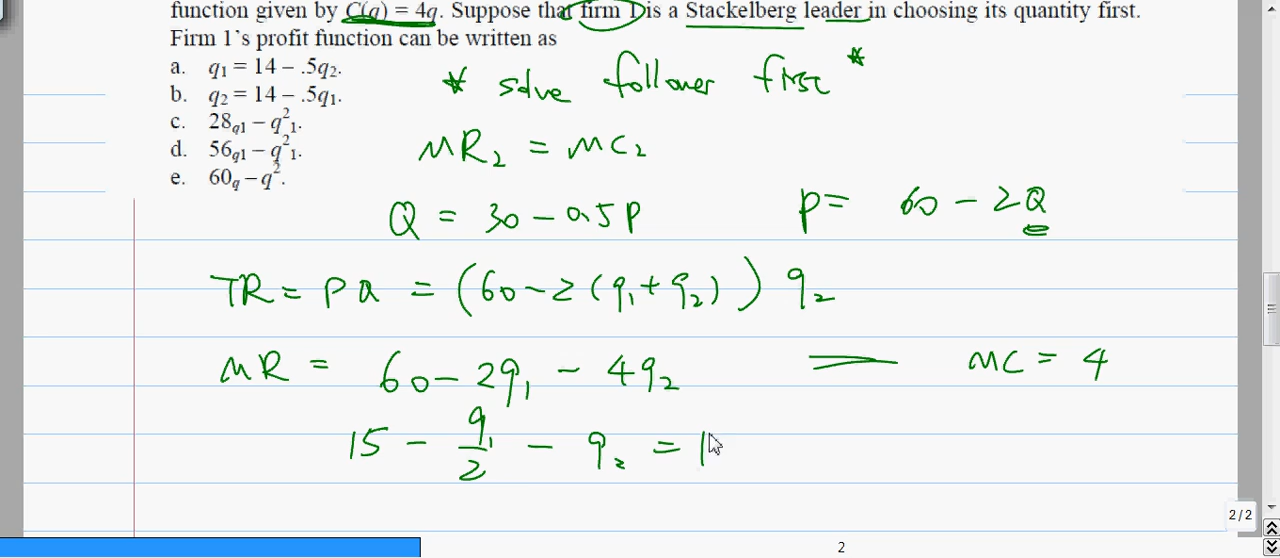 function given by C(q) = 4q. Suppose that firm 1 is a Stackelberg leader in choosing its quantity first.
Firm 1's profit function can be written as
a. q₁ = 14 – .5q₂.
b. q₂ = 14 – .5q₁.
c. 28q₁ – q²₁.
d. 56q₁ – q²₁.
e. 60q – q².
* solve follower first *
MR₂ = MC₂
Q = 30 – 0.5P P = 60 – 2Q
TR = PQ = (60 – 2(q₁ + q₂)) q₂
MR = 60 – 2q₁ – 4q₂ = MC = 4
15 – q₁/2 – q₂ = 1
2/2
2